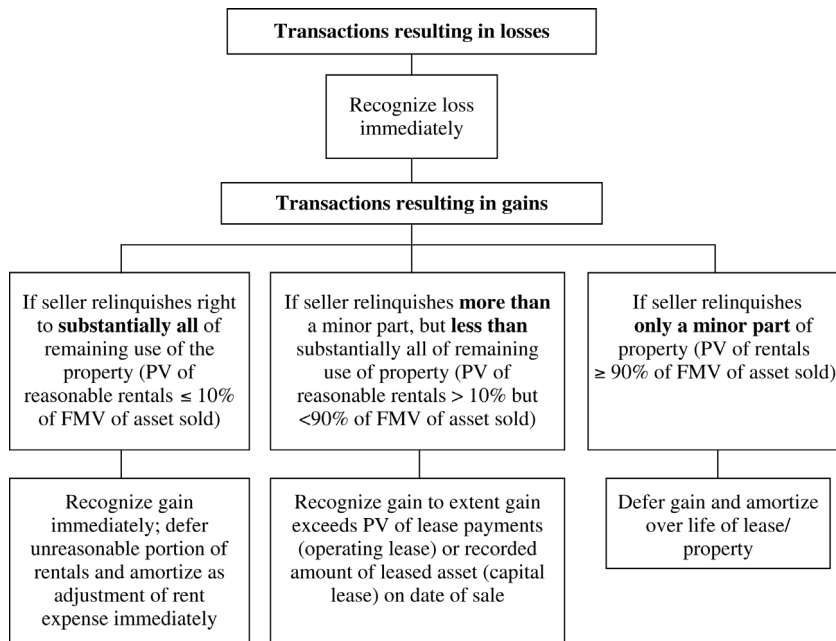 Transactions resulting in losses
Recognize loss
immediately
Transactions resulting in gains
If seller relinquishes right
to substantially all of
remaining use of the
property (PV of
reasonable rentals ≤ 10%
of FMV of asset sold)
If seller relinquishes more than
a minor part, but less than
substantially all of remaining
use of property (PV of
reasonable rentals > 10% but
<90% of FMV of asset sold)
If seller relinquishes
only a minor part of
property (PV of rentals
≥ 90% of FMV of asset sold)
Recognize gain
immediately; defer
unreasonable portion of
rentals and amortize as
adjustment of rent
expense immediately
Recognize gain to extent gain
exceeds PV of lease payments
(operating lease) or recorded
amount of leased asset (capital
lease) on date of sale
Defer gain and amortize
over life of lease/
property